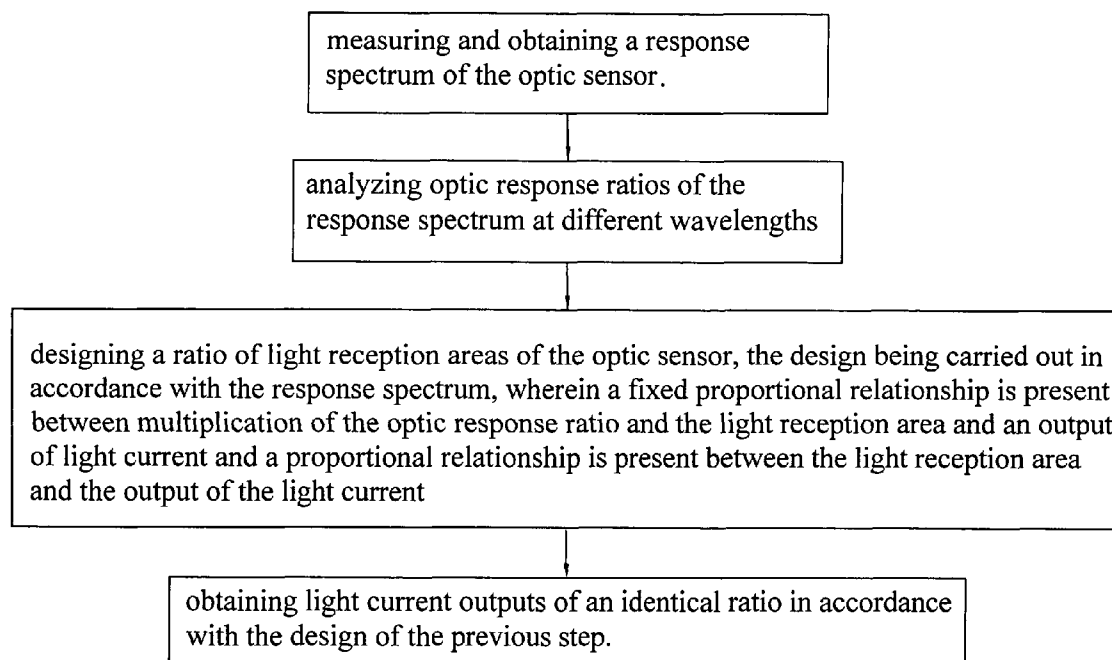 measuring and obtaining a response
spectrum of the optic sensor.
analyzing optic response ratios of the
response spectrum at different wavelengths
designing a ratio of light reception areas of the optic sensor, the design being carried out in
accordance with the response spectrum, wherein a fixed proportional relationship is present
between multiplication of the optic response ratio and the light reception area and an output
of light current and a proportional relationship is present between the light reception area
and the output of the light current
obtaining light current outputs of an identical ratio in accordance
with the design of the previous step.